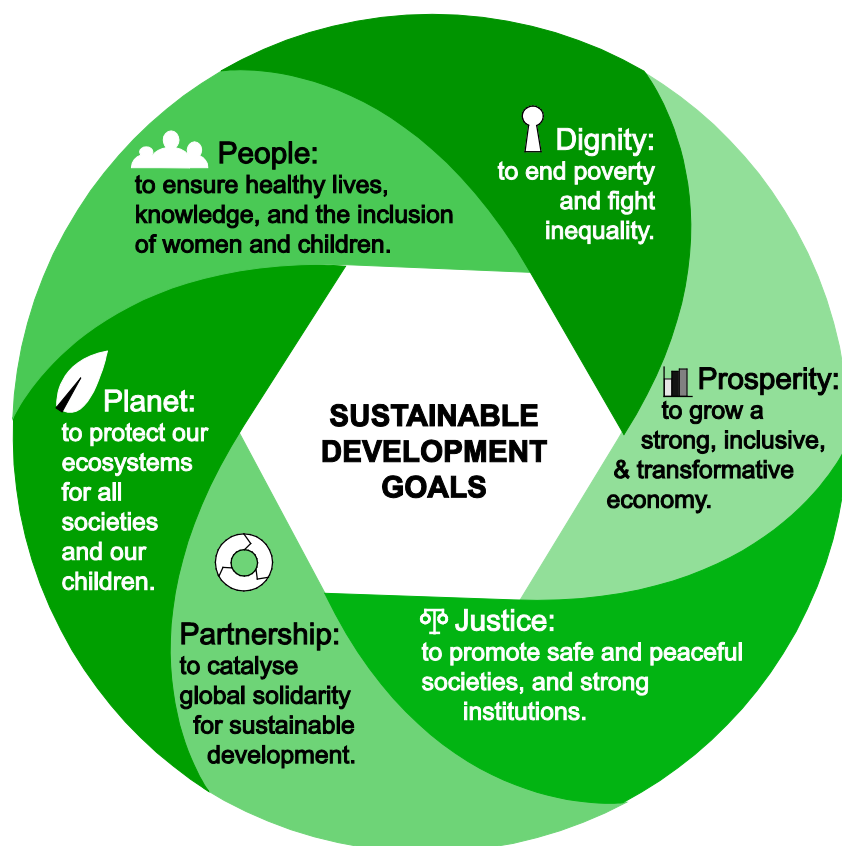 People:
to ensure healthy lives,
knowledge, and the inclusion
of women and children.
Dignity:
to end poverty
and fight
inequality.
Prosperity:
to grow a
strong, inclusive,
& transformative
economy.
Justice:
to promote safe and peaceful
societies, and strong
institutions.
Partnership:
to catalyse
global solidarity
for sustainable
development.
Planet:
to protect our
ecosystems
for all
societies
and our
children.
SUSTAINABLE
DEVELOPMENT
GOALS